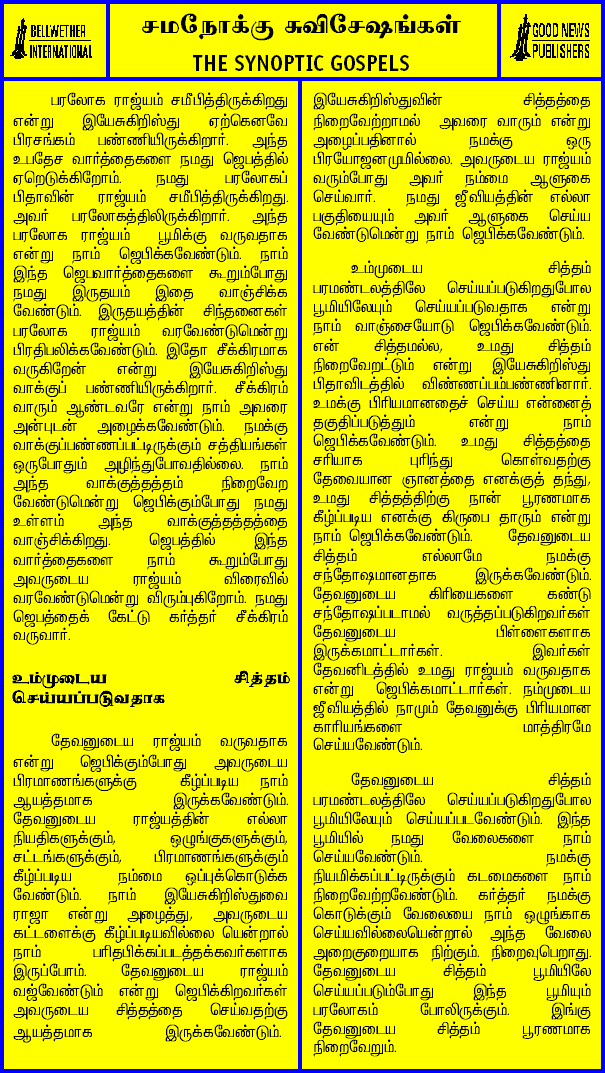 BELLWETHER
INTERNATIONAL
சமநோக்கு சுவிசேஷங்கள்
THE SYNOPTIC GOSPELS
GOOD NEWS
PUBLISHERS
பரலோக ராஜ்யம் சமீபித்திருக்கிறது
என்று இயேசுகிறிஸ்து ஏற்கெனவே
பிரசங்கம் பண்ணியிருக்கிறார். அந்த
உபதேச வார்த்தைகளை நமது ஜெபத்தில்
ஏறெடுக்கிறோம். நமது பரலோகப்
பிதாவின் ராஜ்யம் சமீபித்திருக்கிறது.
அவர் பரலோகத்திலிருக்கிறார். அந்த
பரலோக ராஜ்யம் பூமிக்கு வருவதாக
என்று நாம் ஜெபிக்கவேண்டும். நாம்
இந்த ஜெபவார்த்தைகளை கூறும்போது
நமது இருதயம் இதை வாஞ்சிக்க
வேண்டும். இருதயத்தின் சிந்தனைகள்
பரலோக ராஜ்யம் வரவேண்டுமென்று
பிரதிபலிக்கவேண்டும். இதோ சீக்கிரமாக
வருகிறேன் என்று இயேசுகிறிஸ்து
வாக்குப் பண்ணியிருக்கிறார். சீக்கிரம்
வாரும் ஆண்டவரே என்று நாம் அவரை
அன்புடன் அழைக்கவேண்டும். நமக்கு
வாக்குப்பண்ணப்பட்டிருக்கும் சத்தியங்கள்
ஒருபோதும் அழிந்துபோவதில்லை. நாம்
அந்த வாக்குத்தத்தம் நிறைவேற
வேண்டுமென்று ஜெபிக்கும்போது நமது
உள்ளம் அந்த வாக்குத்தத்தத்தை
வாஞ்சிக்கிறது. ஜெபத்தில் இந்த
வார்த்தைகளை நாம் கூறும்போது
அவருடைய ராஜ்யம் விரைவில்
வரவேண்டுமென்று விரும்புகிறோம். நமது
ஜெபத்தைக் கேட்டு கர்த்தர் சீக்கிரம்
வருவார்.
உம்முடைய சித்தம்
செய்யப்படுவதாக
தேவனுடைய ராஜ்யம் வருவதாக
என்று ஜெபிக்கும்போது அவருடைய
பிரமாணங்களுக்கு கீழ்ப்படிய நாம்
ஆயத்தமாக இருக்கவேண்டும்.
தேவனுடைய ராஜ்யத்தின் எல்லா
நியதிகளுக்கும், ஒழுங்குகளுக்கும்,
சட்டங்களுக்கும், பிரமாணங்களுக்கும்
கீழ்ப்படிய நம்மை ஒப்புக்கொடுக்க
வேண்டும். நாம் இயேசுகிறிஸ்துவை
ராஜா என்று அழைத்து, அவருடைய
கட்டளைக்கு கீழ்ப்படியவில்லை யென்றால்
நாம் பரிதபிக்கப்படத்தக்கவர்களாக
இருப்போம். தேவனுடைய ராஜ்யம்
வஜ்வேண்டும் என்று ஜெபிக்கிறவர்கள்
அவருடைய சித்தத்தை செய்வதற்கு
ஆயத்தமாக இருக்கவேண்டும்.
இயேசுகிறிஸ்துவின் சித்தத்தை
நிறைவேற்றாமல் அவரை வாரும் என்று
அழைப்பதினால் நமக்கு ஒரு
பிரயோஜனமுமில்லை. அவருடைய ராஜ்யம்
வரும்போது அவர் நம்மை ஆளுகை
செய்வார். நமது ஜீவியத்தின் எல்லா
பகுதியையும் அவர் ஆளுகை செய்ய
வேண்டுமென்று நாம் ஜெபிக்கவேண்டும்.
உம்முடைய சித்தம்
பரமண்டலத்திலே செய்யப்படுகிறதுபோல
பூமியிலேயும் செய்யப்படுவதாக என்று
நாம் வாஞ்சையோடு ஜெபிக்கவேண்டும்.
என் சித்தமல்ல, உமது சித்தம்
நிறைவேறட்டும் என்று இயேசுகிறிஸ்து
பிதாவிடத்தில் விண்ணப்பம்பண்ணினார்.
உமக்கு பிரியமானதைச் செய்ய என்னைத்
தகுதிப்படுத்தும் என்று நாம்
ஜெபிக்கவேண்டும். உமது சித்தத்தை
சரியாக புரிந்து கொள்வதற்கு
தேவையான ஞானத்தை எனக்குத் தந்து,
உமது சித்தத்திற்கு நான் பூரணமாக
கீழ்ப்படிய எனக்கு கிருபை தாரும் என்று
நாம் ஜெபிக்கவேண்டும். தேவனுடைய
சித்தம் எல்லாமே நமக்கு
சந்தோஷமானதாக இருக்கவேண்டும்.
தேவனுடைய கிரியைகளை கண்டு
சந்தோஷப்படாமல் வருத்தப்படுகிறவர்கள்
தேவனுடைய பிள்ளைகளாக
இருக்கமாட்டார்கள். இவர்கள்
தேவனிடத்தில் உமது ராஜ்யம் வருவதாக
என்று ஜெபிக்கமாட்டார்கள். நம்முடைய
ஜீவியத்தில் நாமும் தேவனுக்கு பிரியமான
காரியங்களை மாத்திரமே
செய்யவேண்டும்.
தேவனுடைய சித்தம்
பரமண்டலத்திலே செய்யப்படுகிறதுபோல
பூமியிலேயும் செய்யப்படவேண்டும். இந்த
பூமியில் நமது வேலைகளை நாம்
செய்யவேண்டும். நமக்கு
நியமிக்கப்பட்டிருக்கும் கடமைகளை நாம்
நிறைவேற்றவேண்டும். கர்த்தர் நமக்கு
கொடுக்கும் வேலையை நாம் ஒழுங்காக
செய்யவில்லையென்றால் அந்த வேலை
அறைகுறையாக நிற்கும். நிறைவுபெறாது.
தேவனுடைய சித்தம் பூமியிலே
செய்யப்படும்போது இந்த பூமியும்
பரலோகம் போலிருக்கும். இங்கு
தேவனுடைய சித்தம் பூரணமாக
நிறைவேறும்.